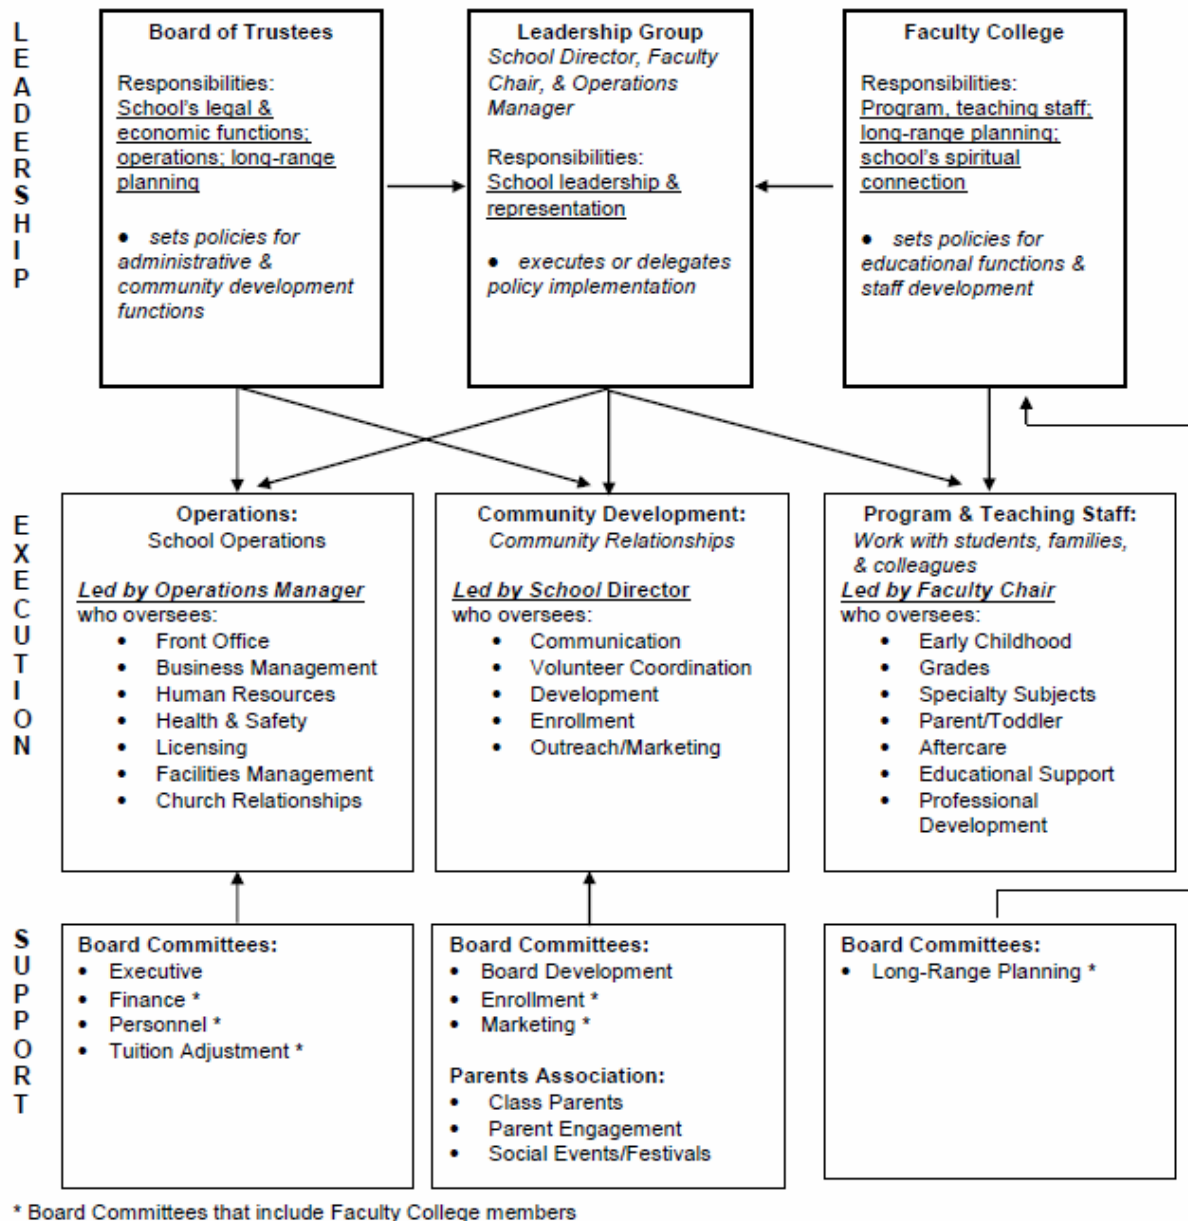 LEADERSHIP
Board of Trustees
Responsibilities:
School's legal &
economic functions;
operations; long-range
planning
● sets policies for
administrative &
community development
functions
Leadership Group
School Director, Faculty
Chair, & Operations
Manager
Responsibilities:
School leadership &
representation
● executes or delegates
policy implementation
Faculty College
Responsibilities:
Program, teaching staff;
long-range planning;
school's spiritual
connection
● sets policies for
educational functions &
staff development
EXECUTION
Operations:
School Operations
Led by Operations Manager
who oversees:
• Front Office
• Business Management
• Human Resources
• Health & Safety
• Licensing
• Facilities Management
• Church Relationships
Community Development:
Community Relationships
Led by School Director
who oversees:
• Communication
• Volunteer Coordination
• Development
• Enrollment
• Outreach/Marketing
Program & Teaching Staff:
Work with students, families,
& colleagues
Led by Faculty Chair
who oversees:
• Early Childhood
• Grades
• Specialty Subjects
• Parent/Toddler
• Aftercare
• Educational Support
• Professional
Development
SUPPORT
Board Committees:
• Executive
• Finance *
• Personnel *
• Tuition Adjustment *
Board Committees:
• Board Development
• Enrollment *
• Marketing *
Parents Association:
• Class Parents
• Parent Engagement
• Social Events/Festivals
Board Committees:
• Long-Range Planning *
* Board Committees that include Faculty College members